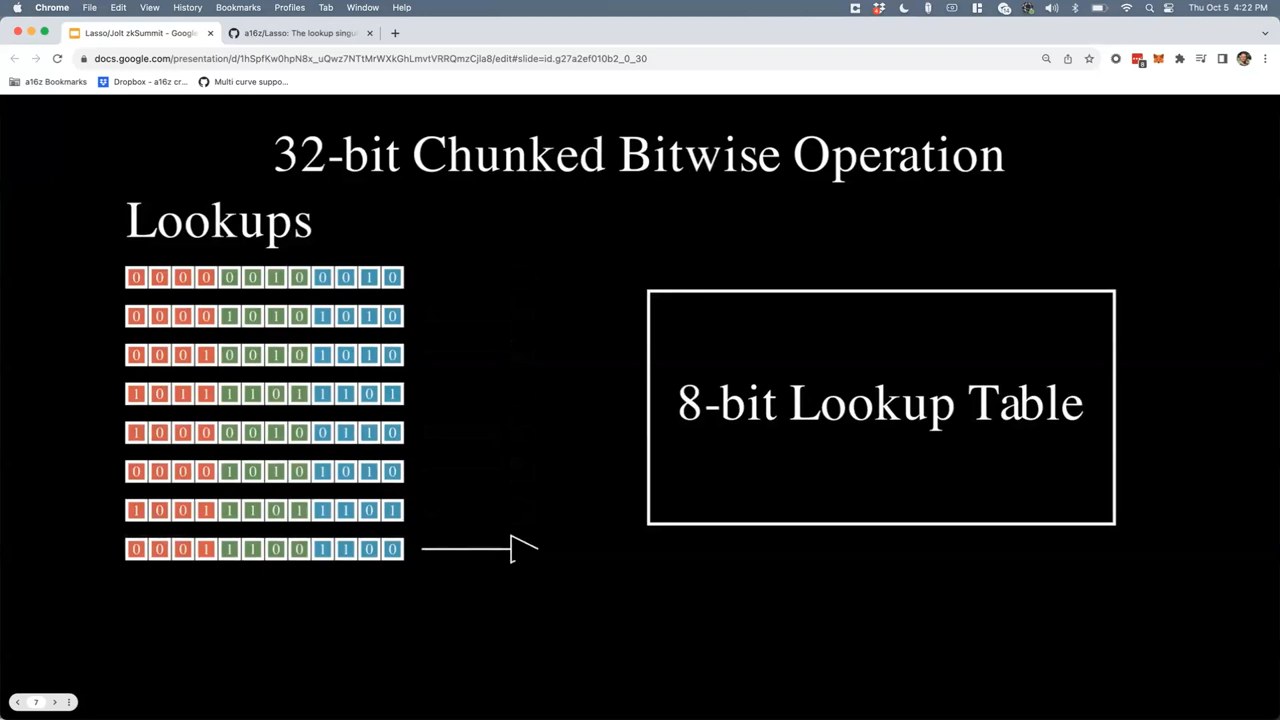 Chrome File Edit View History Bookmarks Profiles Tab Window Help Thu Oct 5 4:22 PM
Lasso/Jolt zkSummit - Google a16z/Lasso: The lookup singu
docs.google.com/presentation/d/1hSpfKw0hpN8x_uQwz7NTtMrWXkGhLmvtVRRQmzCjla8/edit#slide=id.g27a2ef010b2_0_30
a16z Bookmarks Dropbox - a16z cr... Multi curve suppo...
32-bit Chunked Bitwise Operation
Lookups
0 0 0 0 0 0 1 0 0 0 1 0
0 0 0 0 1 0 1 0 1 0 1 0
0 0 0 1 0 0 1 0 1 0 1 0
1 0 1 1 1 1 0 1 1 1 0 1
8-bit Lookup Table
1 0 0 0 0 0 1 0 0 1 1 0
0 0 0 0 1 0 1 0 1 0 1 0
1 0 0 1 1 1 0 1 1 1 0 1
0 0 0 1 1 1 0 0 1 1 0 0
7